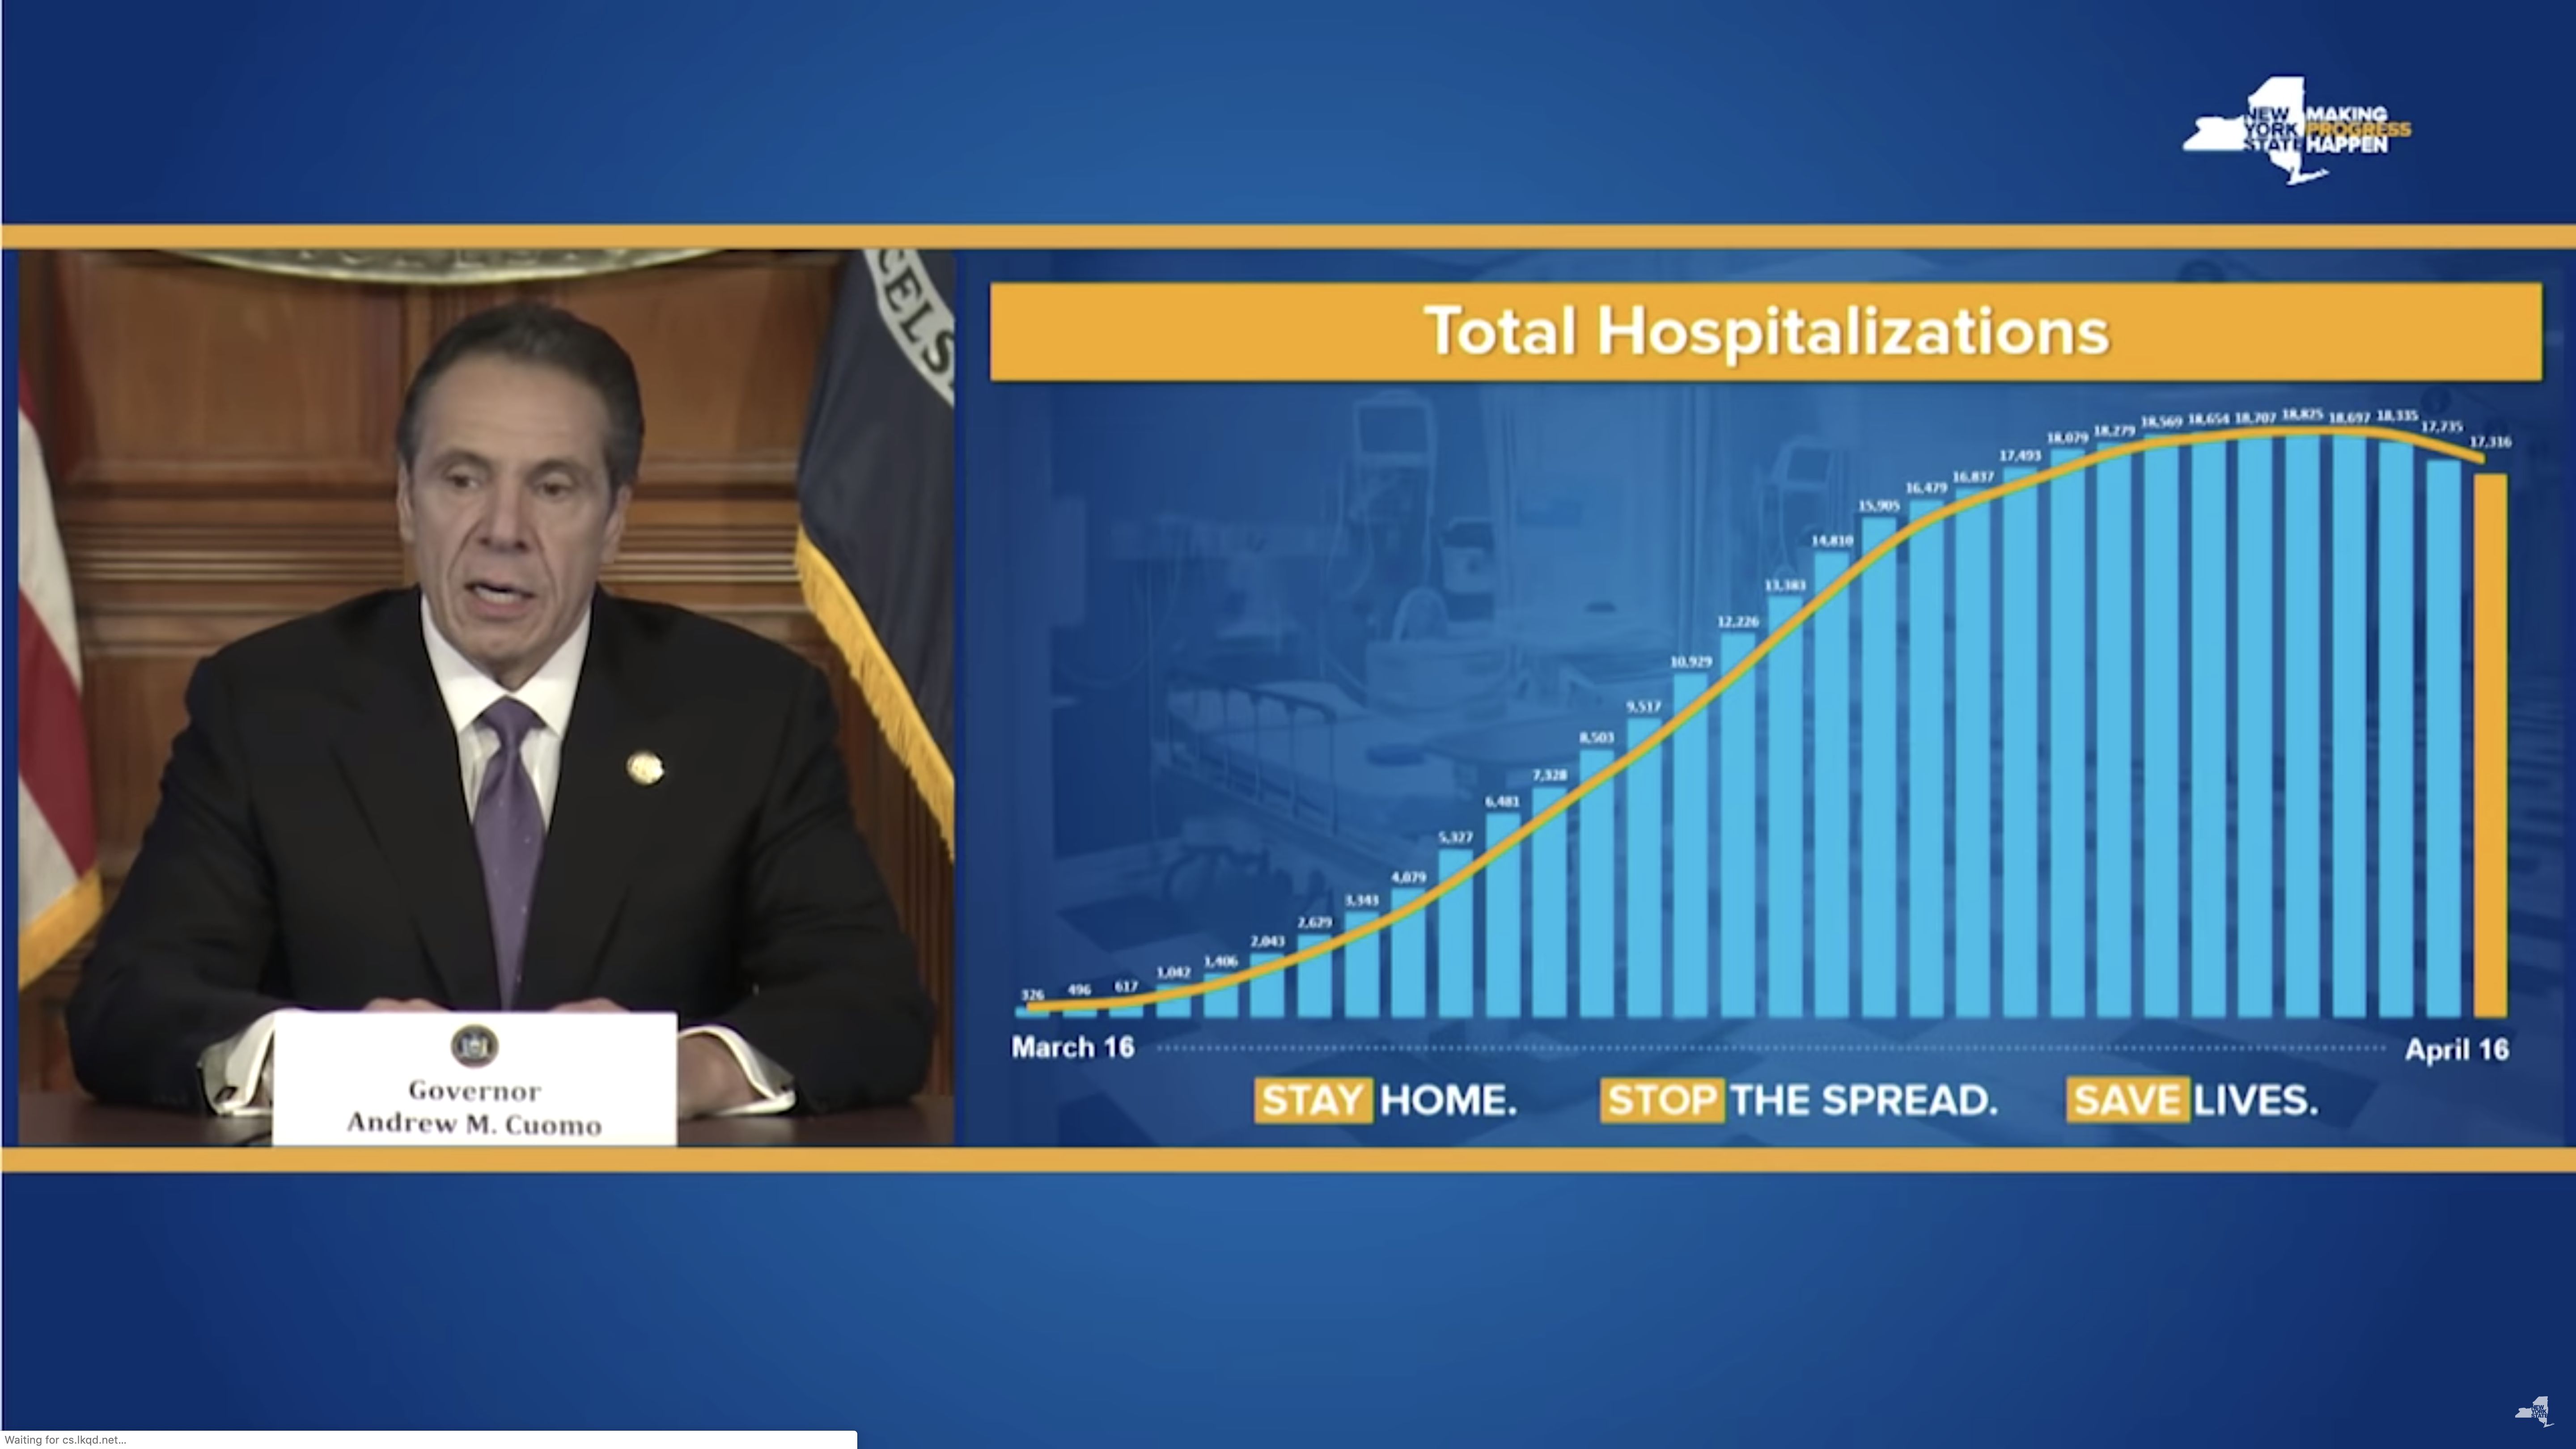 NEW
YORK
STATE
MAKING
PROGRESS
HAPPEN
CELS
Governor
Andrew M. Cuomo
Total Hospitalizations
326
496
617
1,042
1,406
2,043
2,629
3,343
4,079
5,327
6,481
7,328
8,503
9,517
10,929
12,226
13,383
14,810
15,905
16,479
16,837
17,493
18,079
18,279
18,569
18,654
18,707
18,825
18,697
18,335
17,735
17,316
March 16
April 16
STAY HOME. STOP THE SPREAD. SAVE LIVES.
Waiting for cs.lkqd.net...